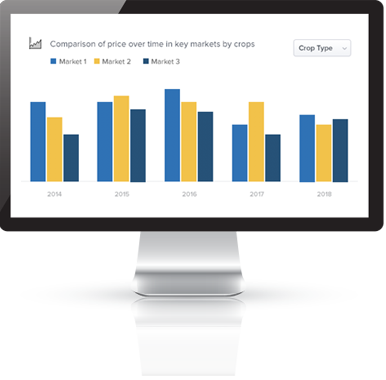 Comparison of price over time in key markets by crops
Crop Type
Market 1 Market 2 Market 3
2014 2015 2016 2017 2018